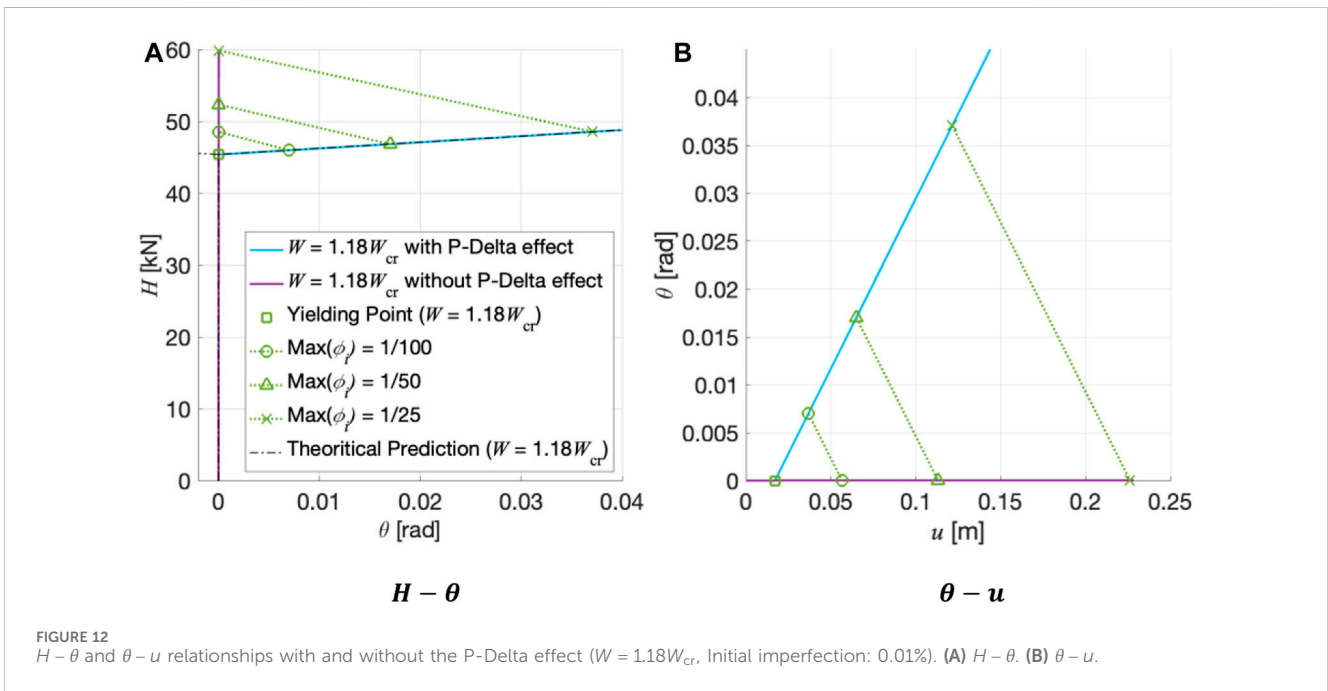 A
60
50
40
30
20
10
0
H [kN]
0
0.01
0.02
0.03
0.04
θ [rad]
W = 1.18W_cr with P-Delta effect
W = 1.18W_cr without P-Delta effect
Yielding Point (W = 1.18W_cr)
Max(ϕ_i) = 1/100
Max(ϕ_i) = 1/50
Max(ϕ_i) = 1/25
Theoritical Prediction (W = 1.18W_cr)
H − θ
B
0.04
0.035
0.03
0.025
0.02
0.015
0.01
0.005
0
θ [rad]
0
0.05
0.1
0.15
0.2
0.25
u [m]
θ − u
FIGURE 12
H – θ and θ – u relationships with and without the P-Delta effect (W = 1.18W_cr, Initial imperfection: 0.01%). (A) H – θ. (B) θ – u.